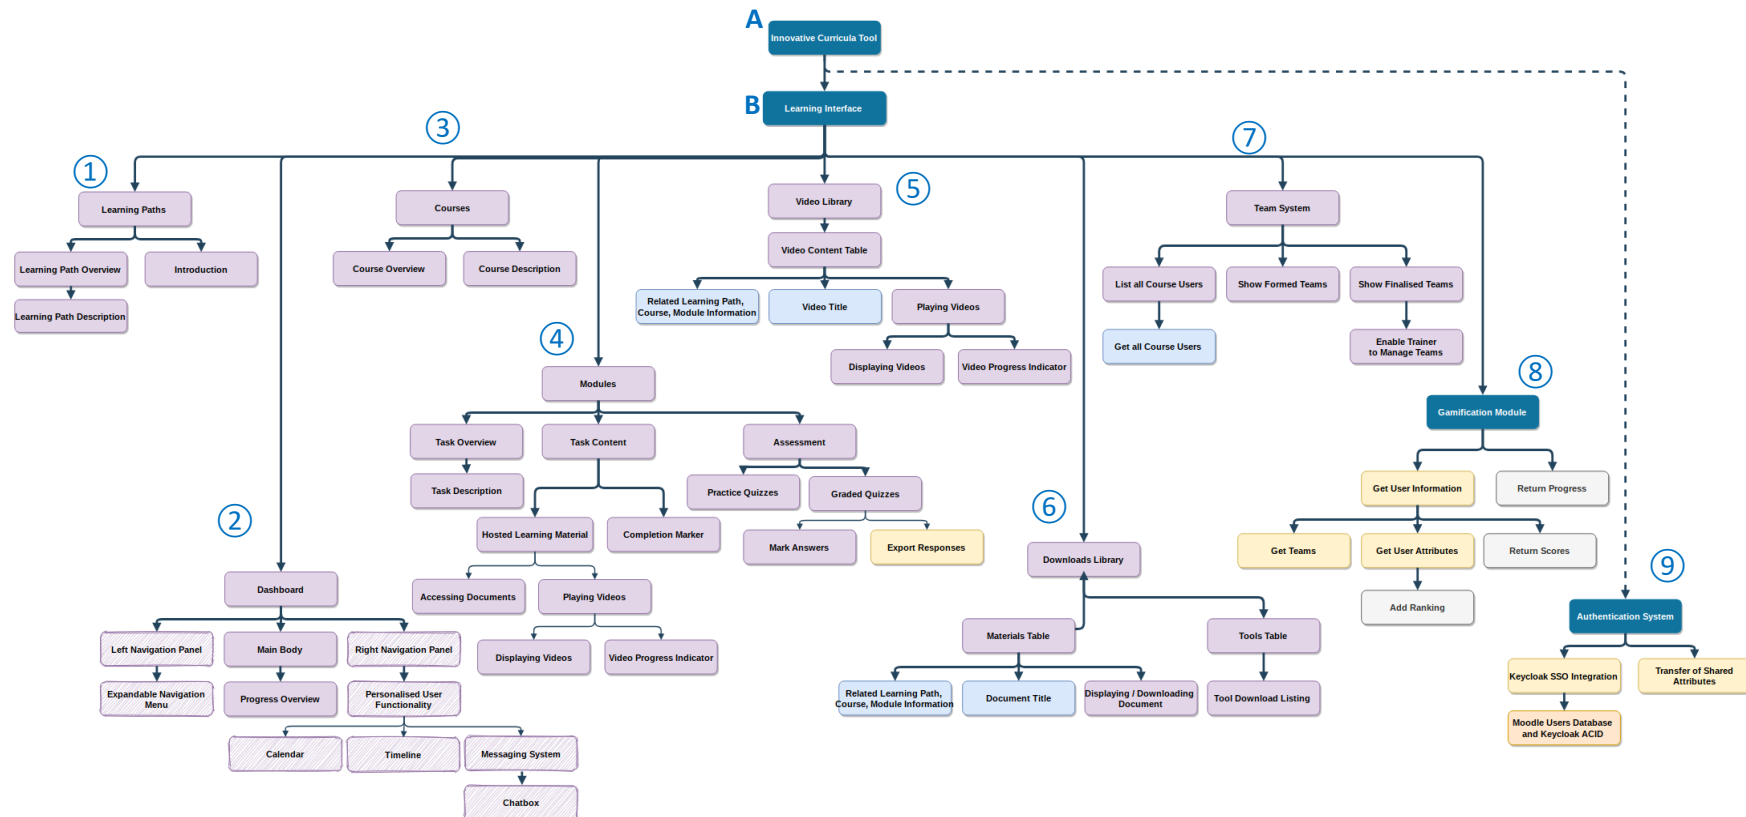 A
Innovative Curricula Tool
B
Learning Interface
1
Learning Paths
Learning Path Overview
Introduction
Learning Path Description
2
Dashboard
Left Navigation Panel
Main Body
Right Navigation Panel
Expandable Navigation
Menu
Progress Overview
Personalised User
Functionality
Calendar
Timeline
Messaging System
Chatbox
3
Courses
Course Overview
Course Description
4
Modules
Task Overview
Task Content
Assessment
Task Description
Practice Quizzes
Graded Quizzes
Hosted Learning Material
Completion Marker
Mark Answers
Export Responses
Accessing Documents
Playing Videos
Displaying Videos
Video Progress Indicator
5
Video Library
Video Content Table
Related Learning Path,
Course, Module Information
Video Title
Playing Videos
Displaying Videos
Video Progress Indicator
6
Downloads Library
Materials Table
Tools Table
Related Learning Path,
Course, Module Information
Document Title
Displaying / Downloading
Document
Tool Download Listing
7
Team System
List all Course Users
Show Formed Teams
Show Finalised Teams
Get all Course Users
Enable Trainer
to Manage Teams
8
Gamification Module
Get User Information
Return Progress
Get Teams
Get User Attributes
Return Scores
Add Ranking
9
Authentication System
Keycloak SSO Integration
Transfer of Shared
Attributes
Moodle Users Database
and Keycloak ACID